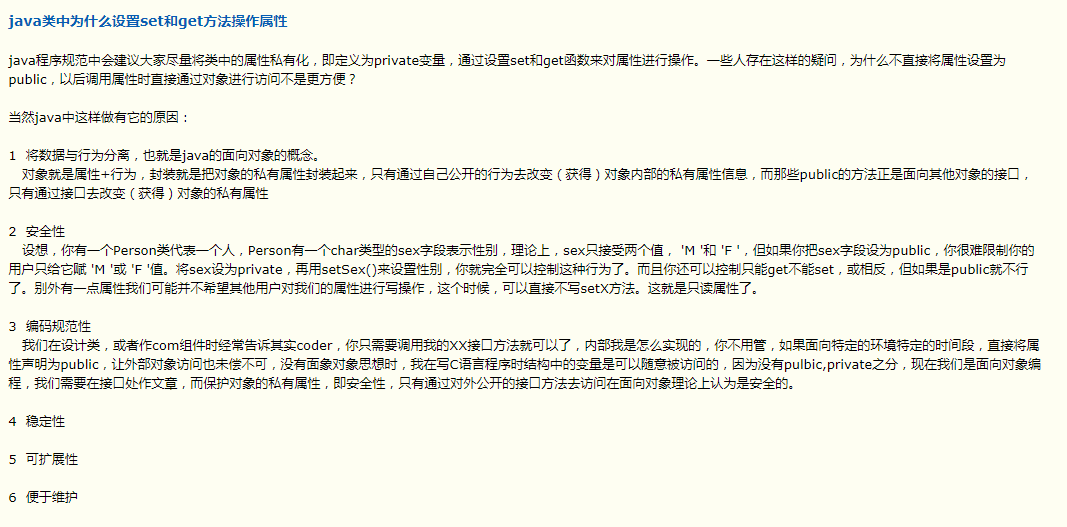 java类中为什么设置set和get方法操作属性
java程序规范中会建议大家尽量将类中的属性私有化，即定义为private变量，通过设置set和get函数来对属性进行操作。一些人存在这样的疑问，为什么不直接将属性设置为
public，以后调用属性时直接通过对象进行访问不是更方便？
当然java中这样做有它的原因：
1 将数据与行为分离，也就是java的面向对象的概念。
对象就是属性+行为，封装就是把对象的私有属性封装起来，只有通过自己公开的行为去改变（获得）对象内部的私有属性信息，而那些public的方法正是面向其他对象的接口，
只有通过接口去改变（获得）对象的私有属性
2 安全性
设想，你有一个Person类代表一个人，Person有一个char类型的sex字段表示性别，理论上，sex只接受两个值， 'M '和 'F '，但如果你把sex字段设为public，你很难限制你的
用户只给它赋 'M '或 'F '值。将sex设为private，再用setSex()来设置性别，你就完全可以控制这种行为了。而且你还可以控制只能get不能set，或相反，但如果是public就不行
了。别外有一点属性我们可能并不希望其他用户对我们的属性进行写操作，这个时候，可以直接不写setX方法。这就是只读属性了。
3 编码规范性
我们在设计类，或者作com组件时经常告诉其实coder，你只需要调用我的XX接口方法就可以了，内部我是怎么实现的，你不用管，如果面向特定的环境特定的时间段，直接将属
性声明为public，让外部对象访问也未偿不可，没有面象对象思想时，我在写C语言程序时结构中的变量是可以随意被访问的，因为没有pulbic,private之分，现在我们是面向对象编
程，我们需要在接口处作文章，而保护对象的私有属性，即安全性，只有通过对外公开的接口方法去访问在面向对象理论上认为是安全的。
4 稳定性
5 可扩展性
6 便于维护